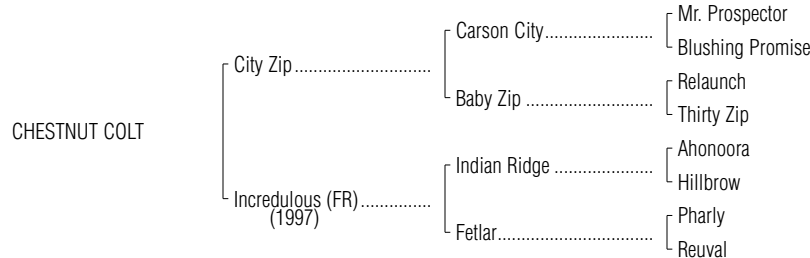 Mr. Prospector
Carson City
Blushing Promise
City Zip
Relaunch
Baby Zip
Thirty Zip
CHESTNUT COLT
Ahonoora
Indian Ridge
Hillbrow
Incredulous (FR)
(1997)
Pharly
Fetlar
Reuval